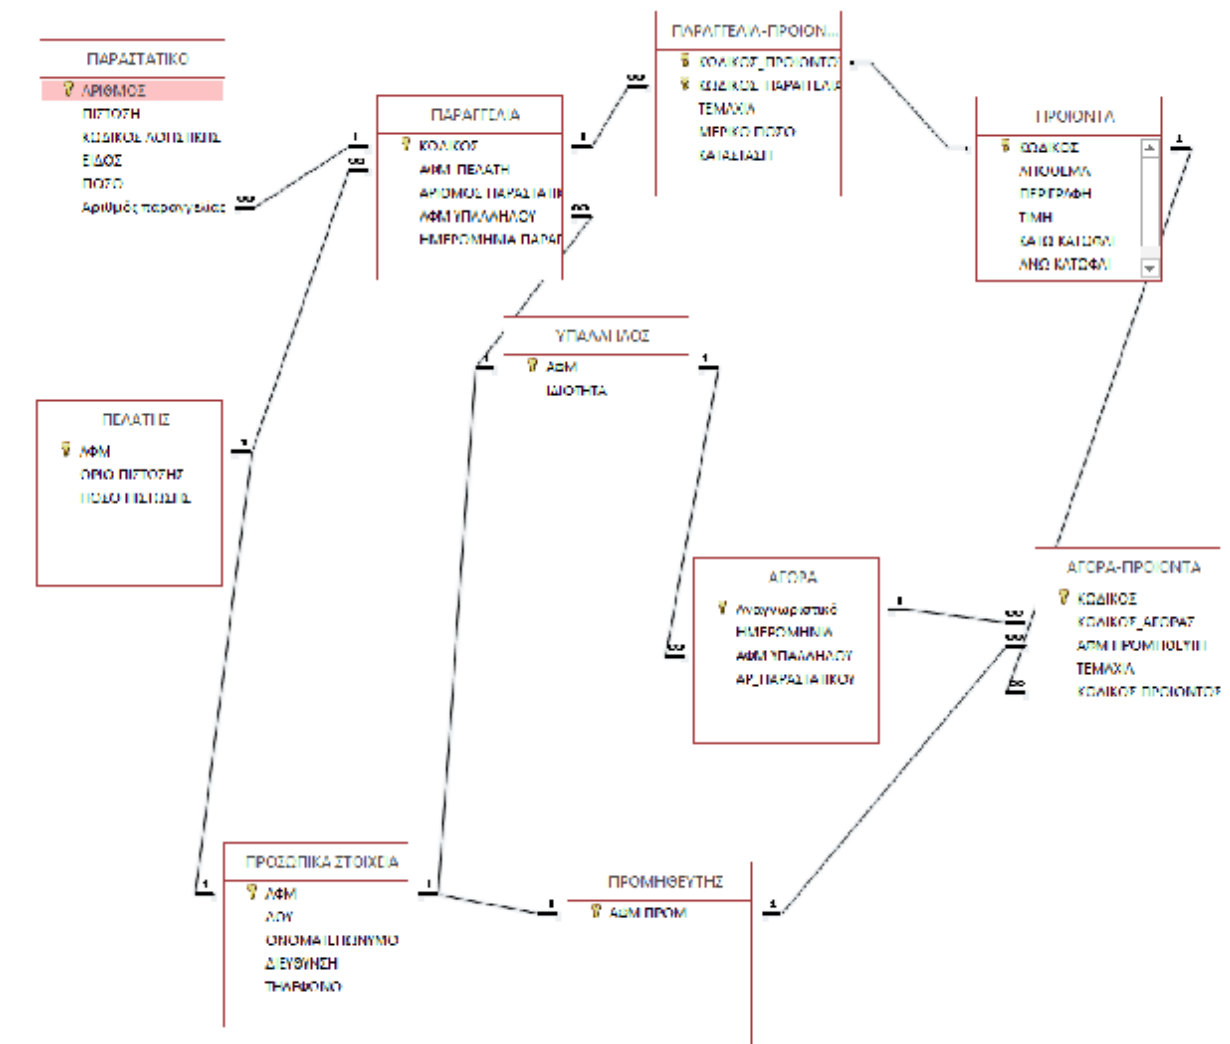 ΠΑΡΑΣΤΑΤΙΚΟ
ΑΡΙΘΜΟΣ
ΠΙΣΤΩΣΗ
ΚΩΔΙΚΟΣ ΛΟΓΙΣΤΙΚΗΣ
ΕΙΔΟΣ
ΠΟΣΟ
Αριθμός παραγγελιας
ΠΑΡΑΓΓΕΛΙΑ
ΚΩΔΙΚΟΣ
ΑΦΜ ΠΕΛΑΤΗ
ΑΡΙΘΜΟΣ ΠΑΡΑΣΤΑΤΙΚ
ΑΦΜ ΥΠΑΛΛΗΛΟΥ
ΗΜΕΡΟΜΗΝΙΑ ΠΑΡΑΓ
ΠΑΡΑΓΓΕΛΙΑ-ΠΡΟΙΟΝ...
ΚΩΔΙΚΟΣ_ΠΡΟΙΟΝΤΟΣ
ΚΩΔΙΚΟΣ_ΠΑΡΑΓΓΕΛΙΑ
ΤΕΜΑΧΙΑ
ΜΕΡΙΚΟ ΠΟΣΟ
ΚΑΤΑΣΤΑΣΗ
ΠΡΟΙΟΝΤΑ
ΚΩΔΙΚΟΣ
ΑΠΟΘΕΜΑ
ΠΕΡΙΓΡΑΦΗ
ΤΙΜΗ
ΚΑΤΩ ΚΑΤΩΦΛΙ
ΑΝΩ ΚΑΤΩΦΛΙ
ΥΠΑΛΛΗΛΟΣ
ΑΦΜ
ΙΔΙΟΤΗΤΑ
ΠΕΛΑΤΗΣ
ΑΦΜ
ΟΡΙΟ ΠΙΣΤΩΣΗΣ
ΠΟΣΟ ΠΙΣΤΩΣΗΣ
ΑΓΟΡΑ
Αναγνωριστικό
ΗΜΕΡΟΜΗΝΙΑ
ΑΦΜ ΥΠΑΛΛΗΛΟΥ
ΑΡ_ΠΑΡΑΣΤΑΤΙΚΟΥ
ΑΓΟΡΑ-ΠΡΟΙΟΝΤΑ
ΚΩΔΙΚΟΣ
ΚΩΔΙΚΟΣ_ΑΓΟΡΑΣ
ΑΦΜ ΠΡΟΜΗΘΕΥΤΗ
ΤΕΜΑΧΙΑ
ΚΩΔΙΚΟΣ ΠΡΟΙΟΝΤΟΣ
ΠΡΟΣΩΠΙΚΑ ΣΤΟΙΧΕΙΑ
ΑΦΜ
ΔΟΥ
ΟΝΟΜΑΤΕΠΩΝΥΜΟ
ΔΙΕΥΘΥΝΣΗ
ΤΗΛΕΦΩΝΟ
ΠΡΟΜΗΘΕΥΤΗΣ
ΑΦΜ ΠΡΟΜ